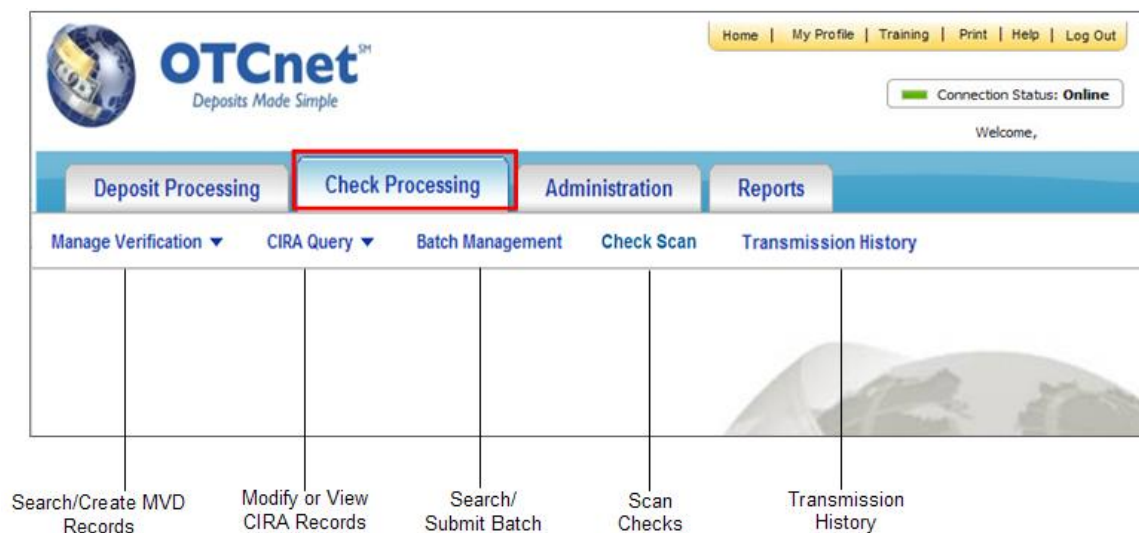 Home | My Profile | Training | Print | Help | Log Out
OTCnet SM
Deposits Made Simple
Connection Status: Online
Welcome,
Deposit Processing Check Processing Administration Reports
Manage Verification ▼ CIRA Query ▼ Batch Management Check Scan Transmission History
Search/Create MVD
Records
Modify or View
CIRA Records
Search/
Submit Batch
Scan
Checks
Transmission
History